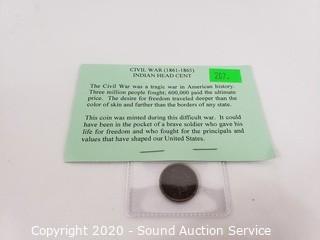 CIVIL WAR (1861-1865)
INDIAN HEAD CENT
207.
The Civil War was a tragic war in American history.
Three million people fought; 600,000 paid the ultimate
price. The desire for freedom traveled deeper than the
color of skin and farther than the borders of any state.
This coin was minted during this difficult war. It could
have been in the pocket of a brave soldier who gave his
life for freedom and who fought for the principals and
values that have shaped our United States.
Copyright 2020 - Sound Auction Service